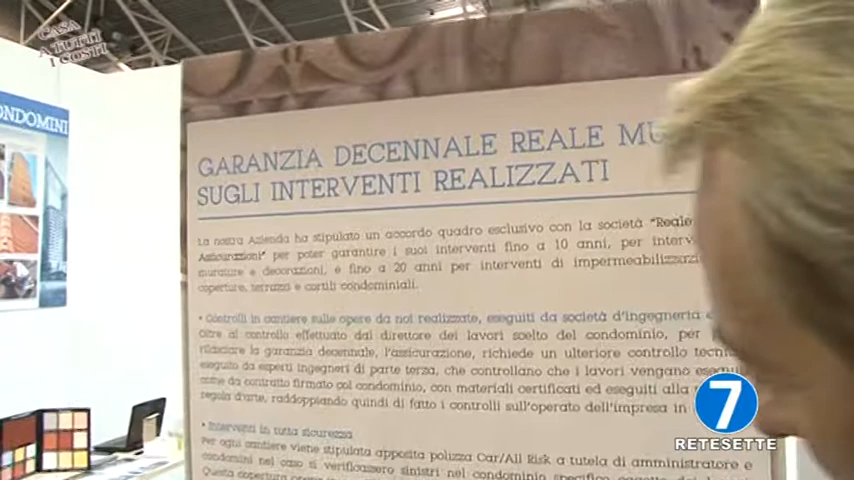 CASA
A TUTTI
I COSTI
CONDOMINI
GARANZIA DECENNALE REALE
SUGLI INTERVENTI REALIZZATI
La nostra Azienda ha stipulato un accordo quadro esclusivo con la società "Reale
Assicurazioni" per poter garantire i suoi interventi fino a 10 anni, per
murature e decorazioni, e fino a 20 anni per interventi di
coperture, terrazzi e cortili condominiali.
• Controlli in cantiere sulle opere da noi realizzate, eseguiti da società d'ingegneria
Oltre al controllo effettuato dal direttore dei lavori scelto del condominio, per
rilasciare la garanzia decennale, l'assicurazione, richiede un ulteriore controllo
eseguito da esperti ingegneri di parte terza, che controllano che i lavori vengano eseguiti
come da contratto firmato col condominio, con materiali certificati ed eseguiti alla
regola d'arte, raddoppiando quindi di fatto i controlli sull'operato dell'impresa in
• Interventi in tutta sicurezza
Per ogni cantiere viene stipulata apposita polizza Car/All Risk a tutela di amministratore e
condomini nel caso si verificassero sinistri nel condominio specifico
Questa copertura
7
RETESETTE